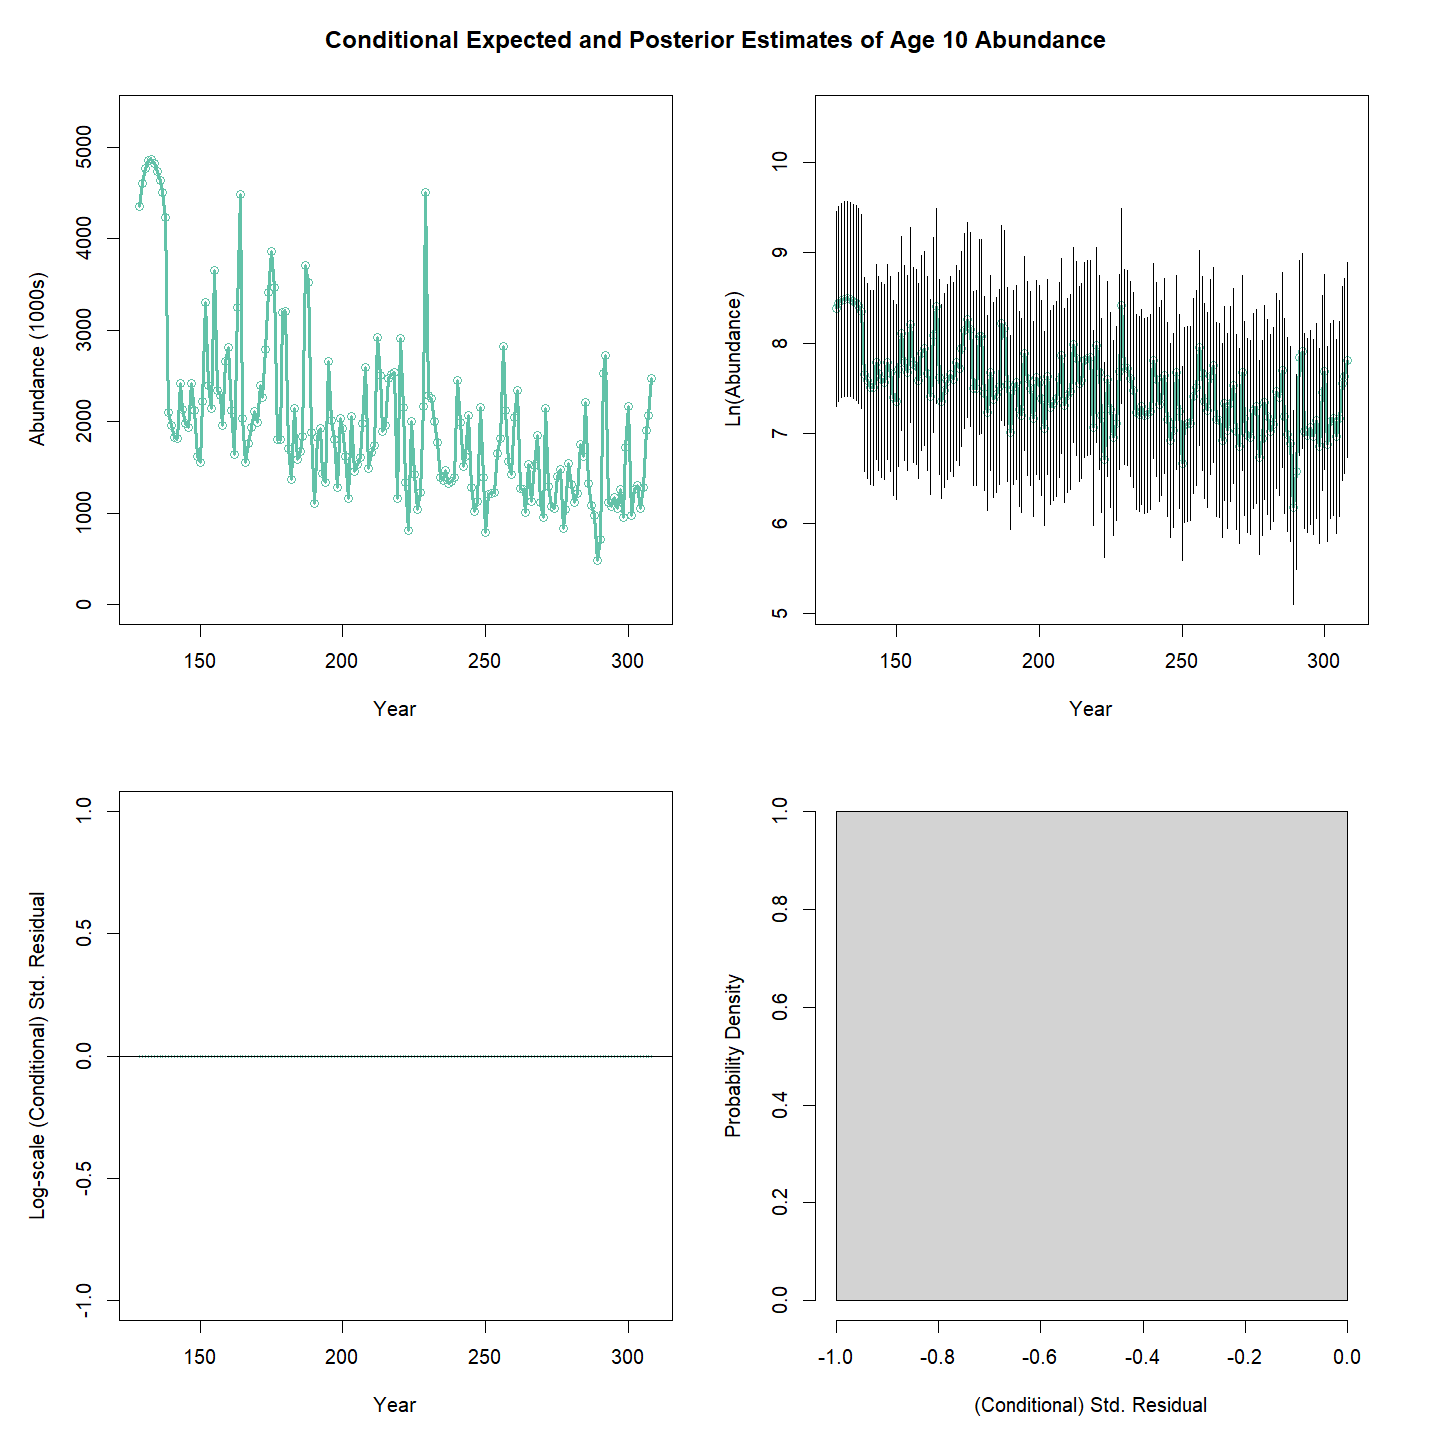 Conditional Expected and Posterior Estimates of Age 10 Abundance
Abundance (1000s)
5000
4000
3000
2000
1000
0
150 200 250 300
Year
Ln(Abundance)
10
9
8
7
6
5
150 200 250 300
Year
Log-scale (Conditional) Std. Residual
1.0
0.5
0.0
-0.5
-1.0
150 200 250 300
Year
Probability Density
1.0
0.8
0.6
0.4
0.2
0.0
-1.0 -0.8 -0.6 -0.4 -0.2 0.0
(Conditional) Std. Residual